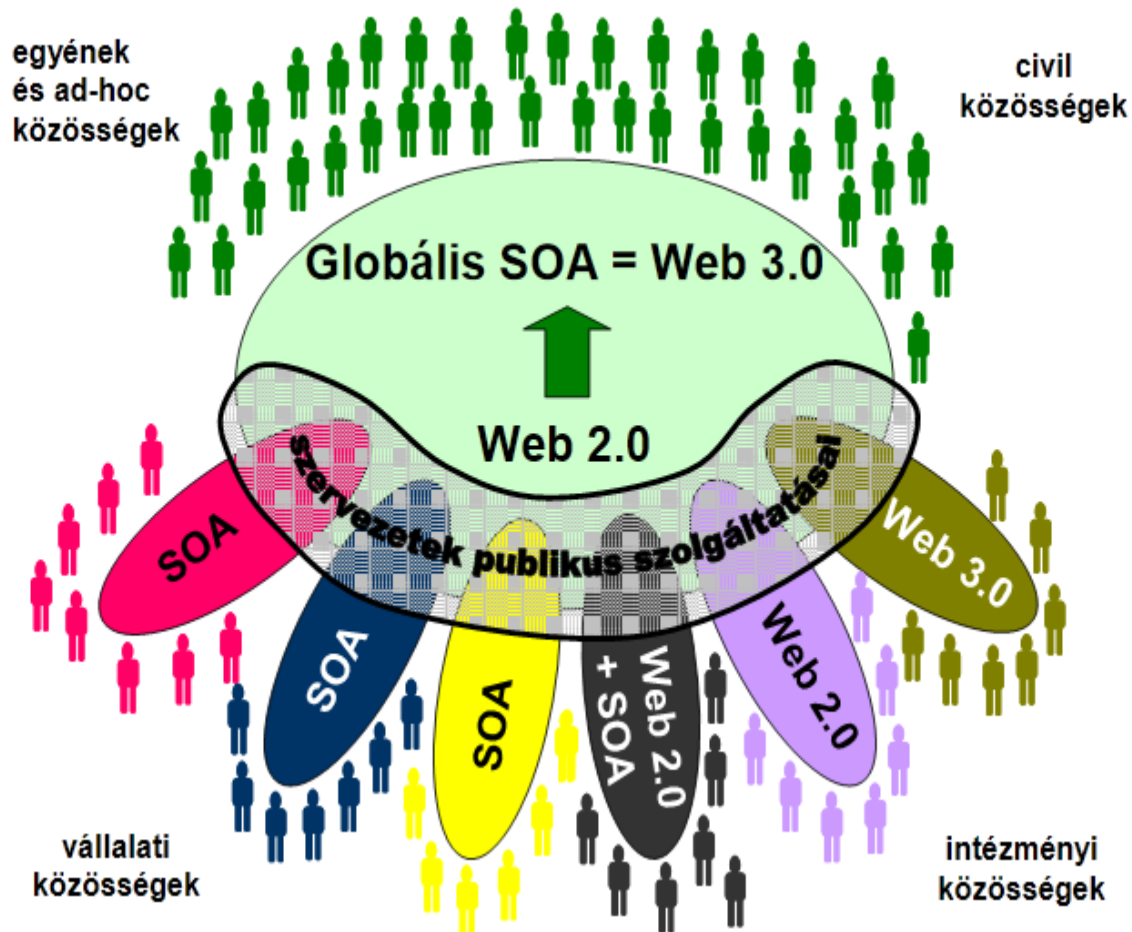 egyének
és ad-hoc
közösségek
civil
közösségek
Globális SOA = Web 3.0
Web 2.0
szervezetek publikus szolgáltatásai
SOA
SOA
SOA
Web 2.0
+ SOA
Web 2.0
Web 3.0
vállalati
közösségek
intézményi
közösségek